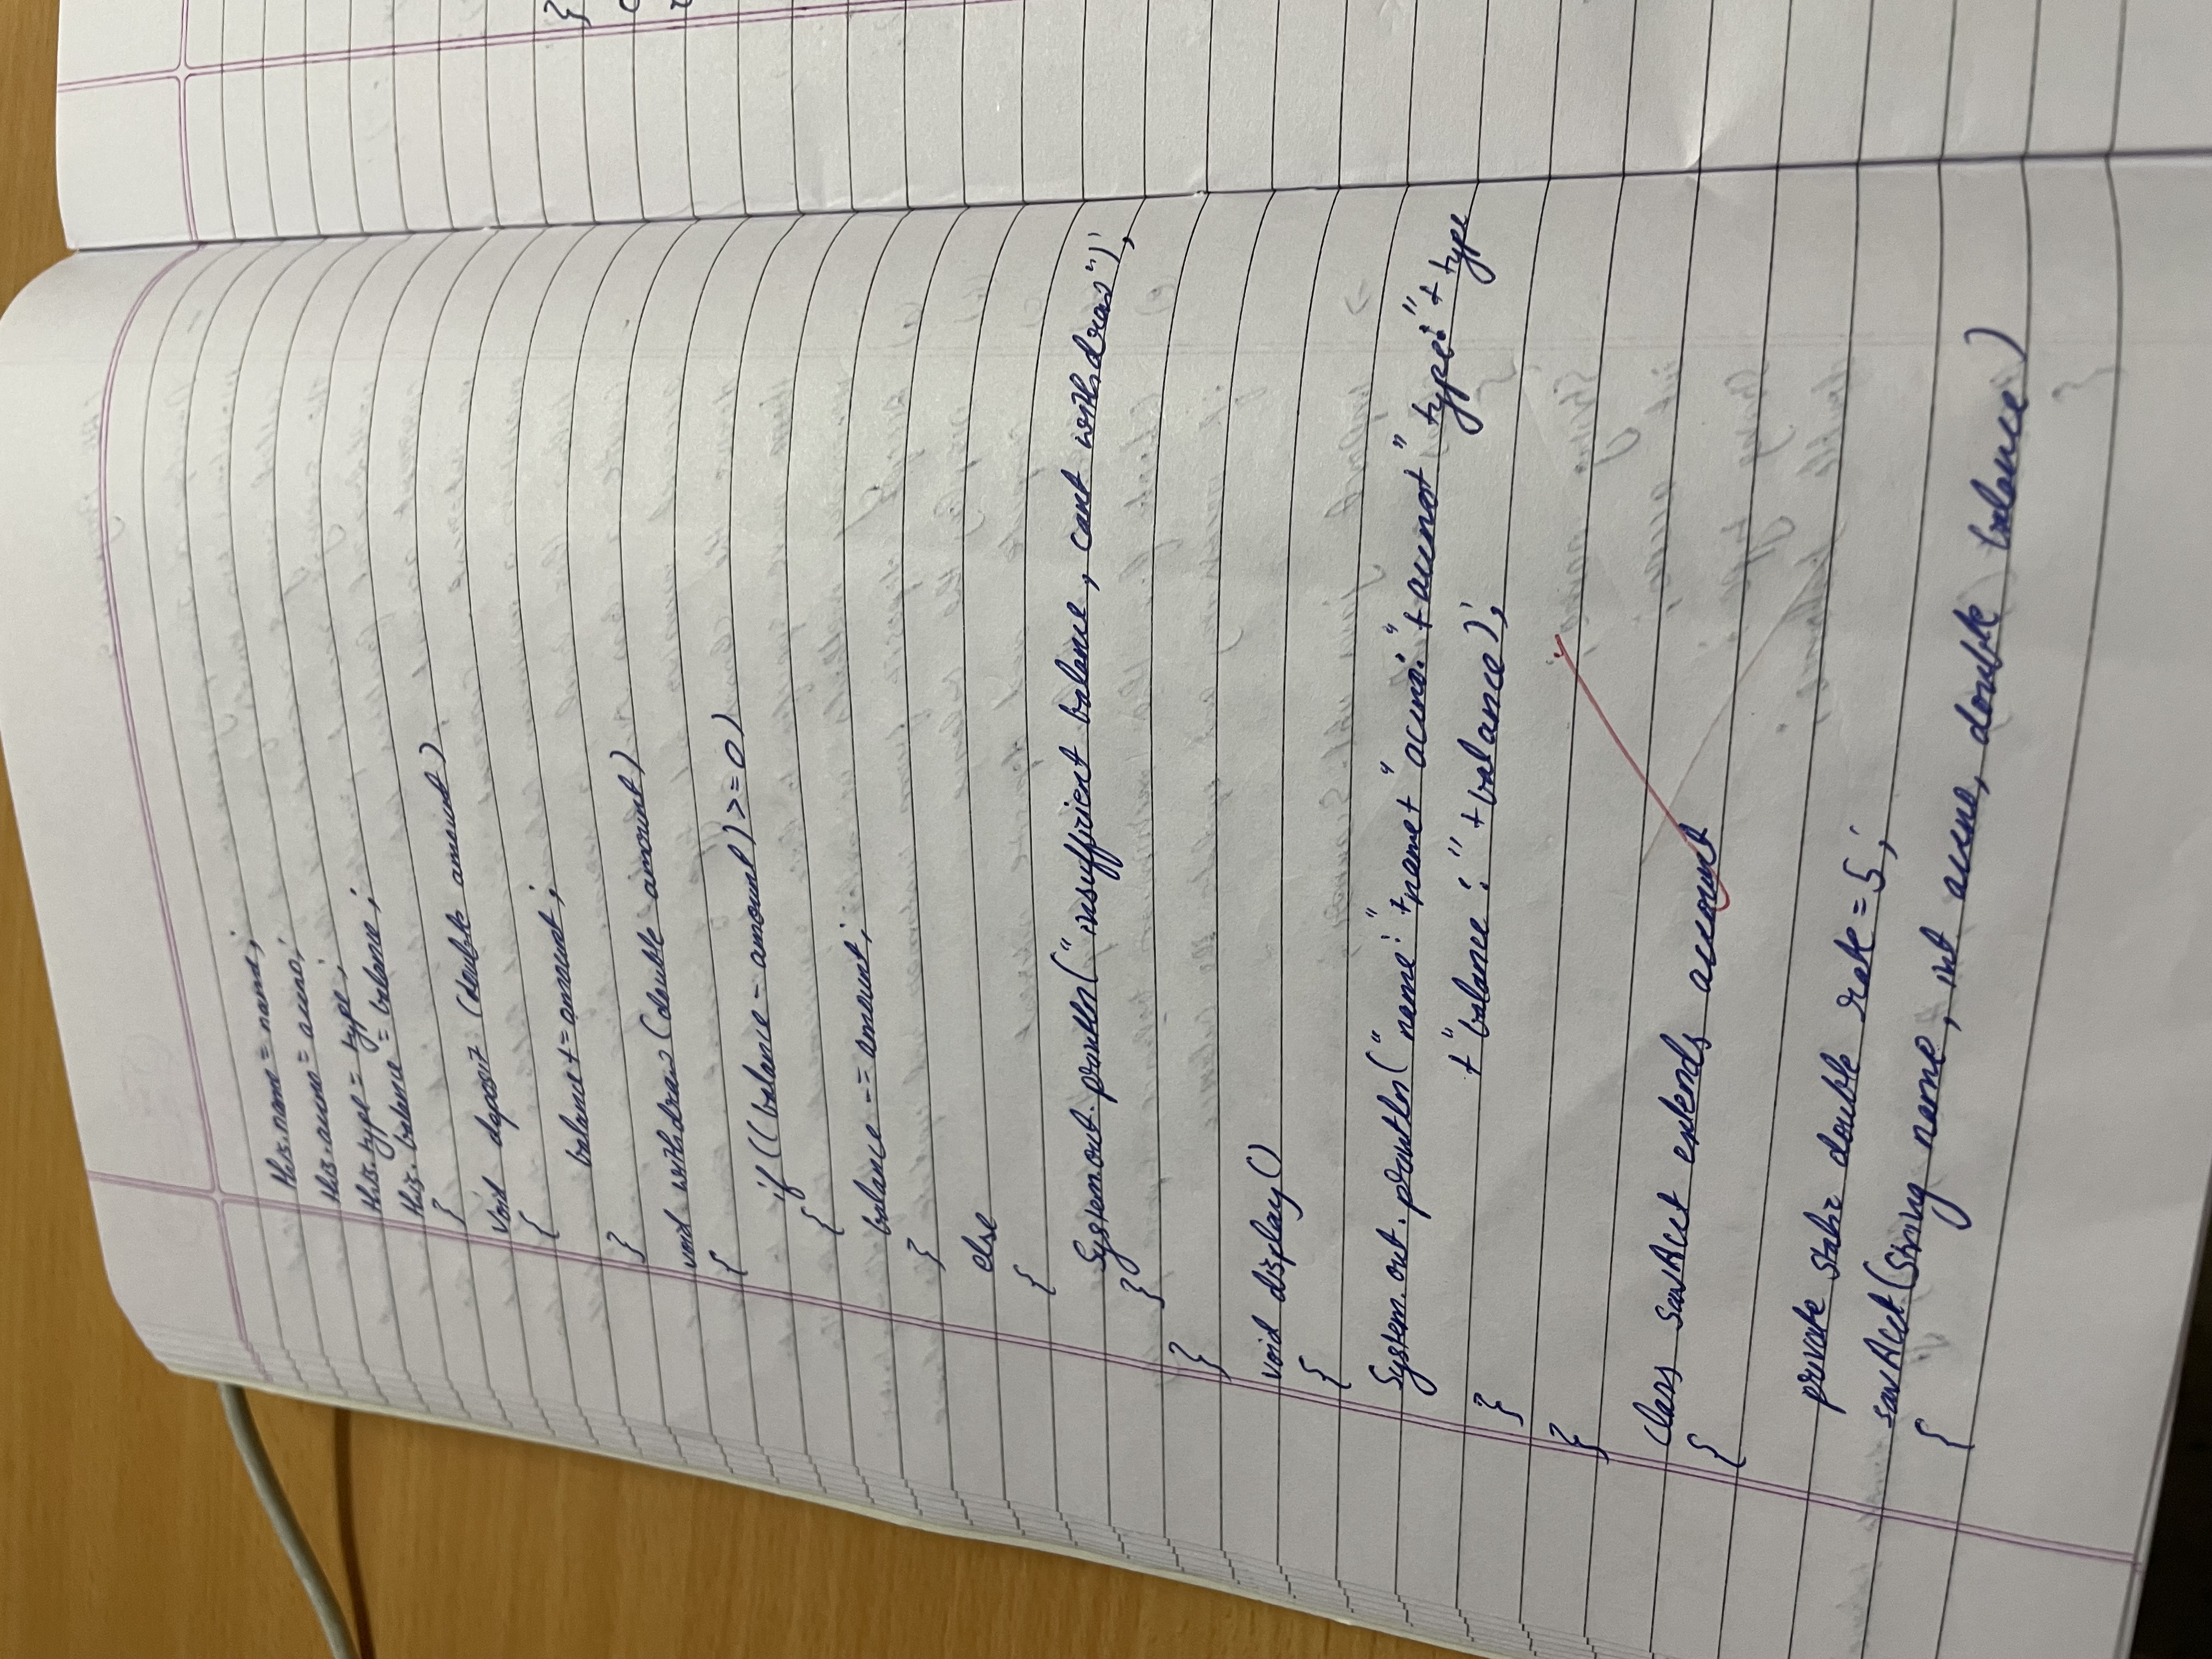 this.name = name;
this.accno = accno;
this.type = type;
this.balance = balance;
}
void deposit (double amount)
{
balance += amount;
}
void withdraw (double amount)
{
if ((balance - amount) >= 0)
{
balance -= amount;
}
else
{
System.out.println("insufficient balance, cant withdraw");
}
}
void display()
{
System.out.println("name:"+name+"accno:"+accno+"type:"+type
+"balance:"+balance);
}
}
class savAcct extends account
{
private static double rate=5;
savAcct(String name, int accno, double balance)
{
}